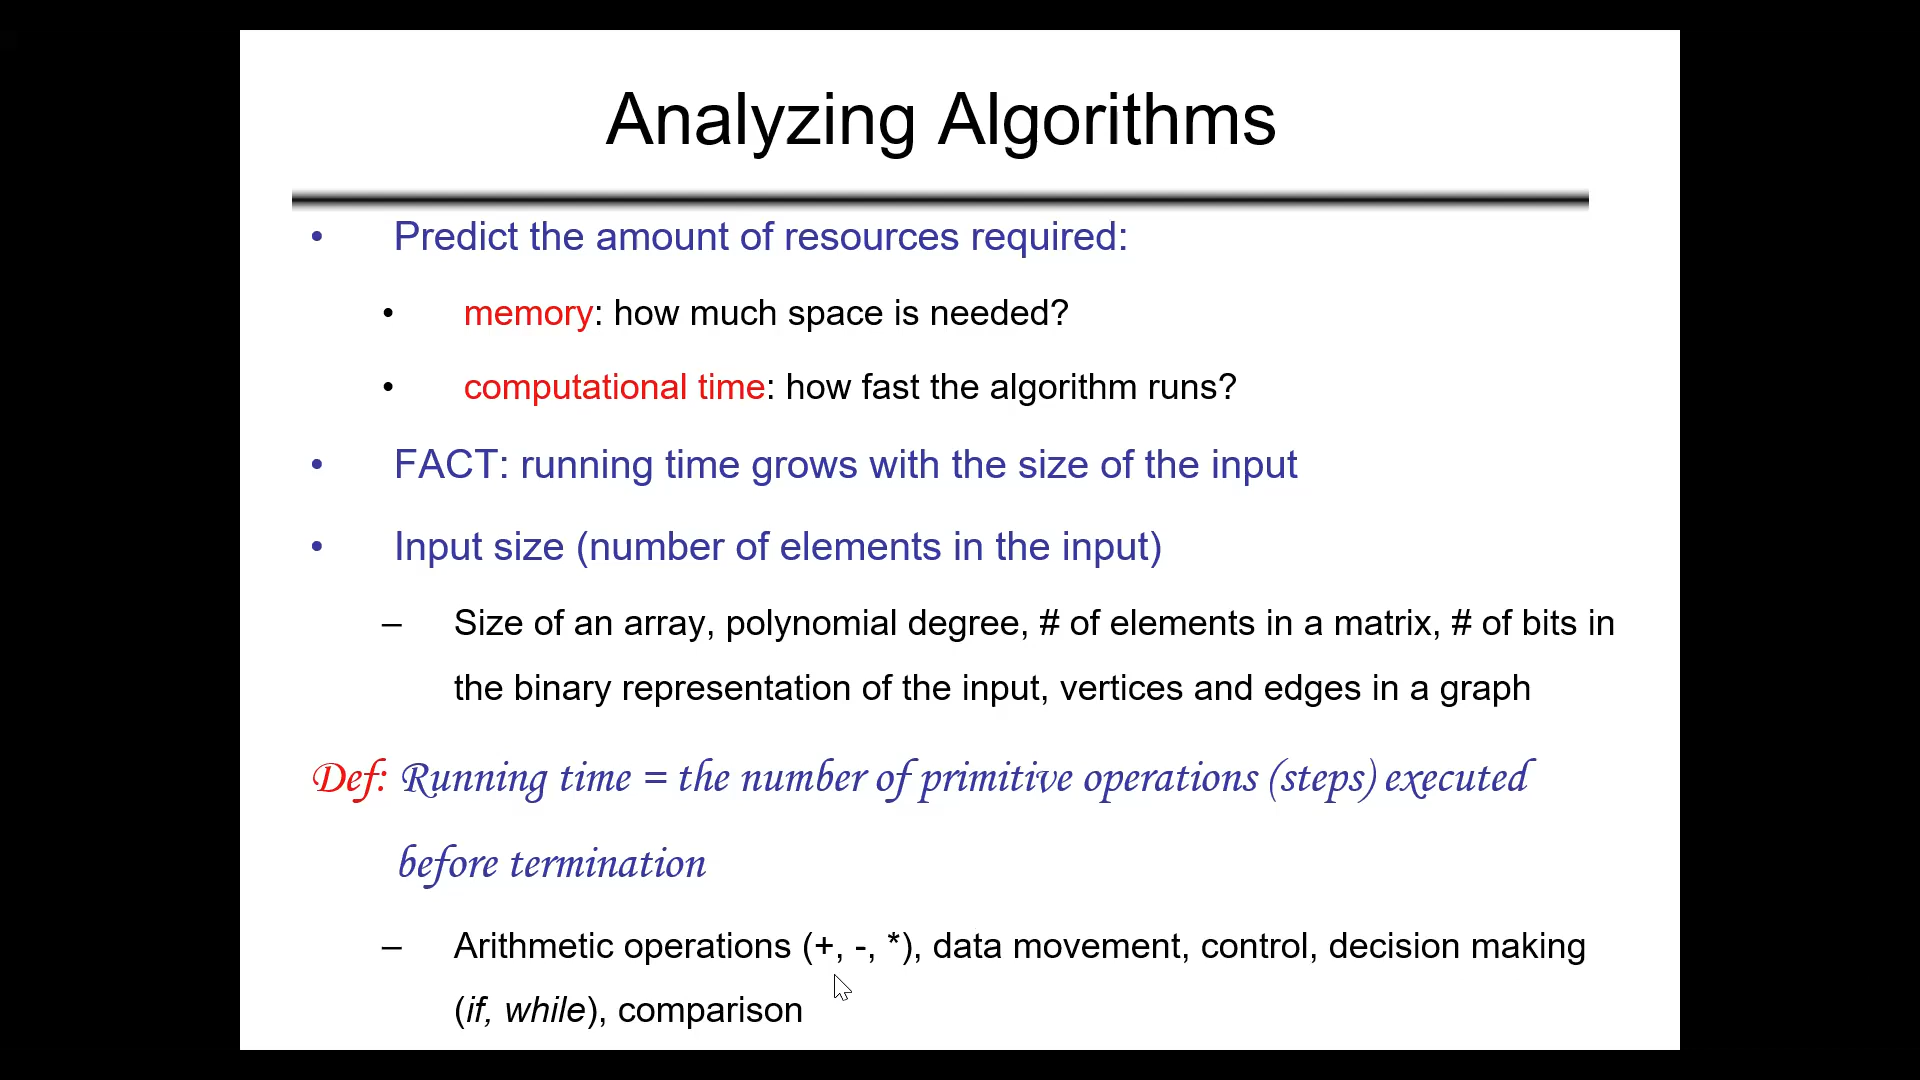 Analyzing Algorithms
• Predict the amount of resources required:
• memory: how much space is needed?
• computational time: how fast the algorithm runs?
• FACT: running time grows with the size of the input
• Input size (number of elements in the input)
– Size of an array, polynomial degree, # of elements in a matrix, # of bits in
the binary representation of the input, vertices and edges in a graph
Def: Running time = the number of primitive operations (steps) executed
before termination
– Arithmetic operations (+, -, *), data movement, control, decision making
(if, while), comparison